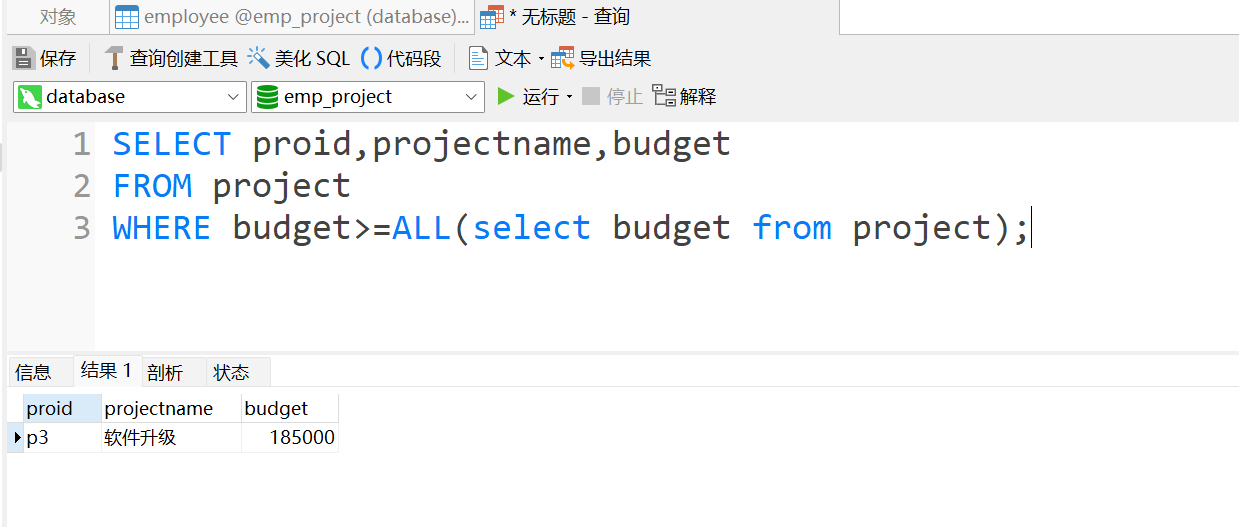 对象 employee @emp_project (database)... * 无标题 - 查询
保存 查询创建工具 美化 SQL 代码段 文本 导出结果
database emp_project 运行 停止 解释
1 SELECT proid,projectname,budget
2 FROM project
3 WHERE budget>=ALL(select budget from project);
信息 结果 1 剖析 状态
proid projectname budget
p3 软件升级 185000